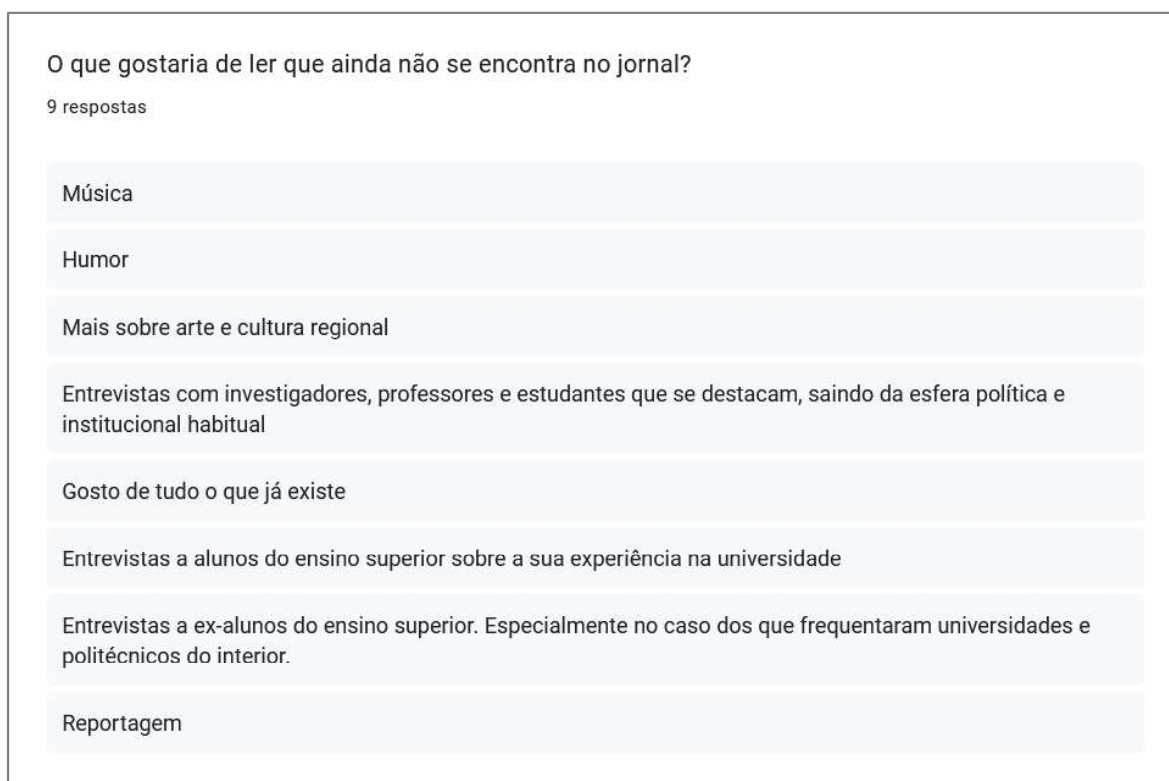 O que gostaria de ler que ainda não se encontra no jornal?
9 respostas
Música
Humor
Mais sobre arte e cultura regional
Entrevistas com investigadores, professores e estudantes que se destacam, saindo da esfera política e
institucional habitual
Gosto de tudo o que já existe
Entrevistas a alunos do ensino superior sobre a sua experiência na universidade
Entrevistas a ex-alunos do ensino superior. Especialmente no caso dos que frequentaram universidades e
politécnicos do interior.
Reportagem